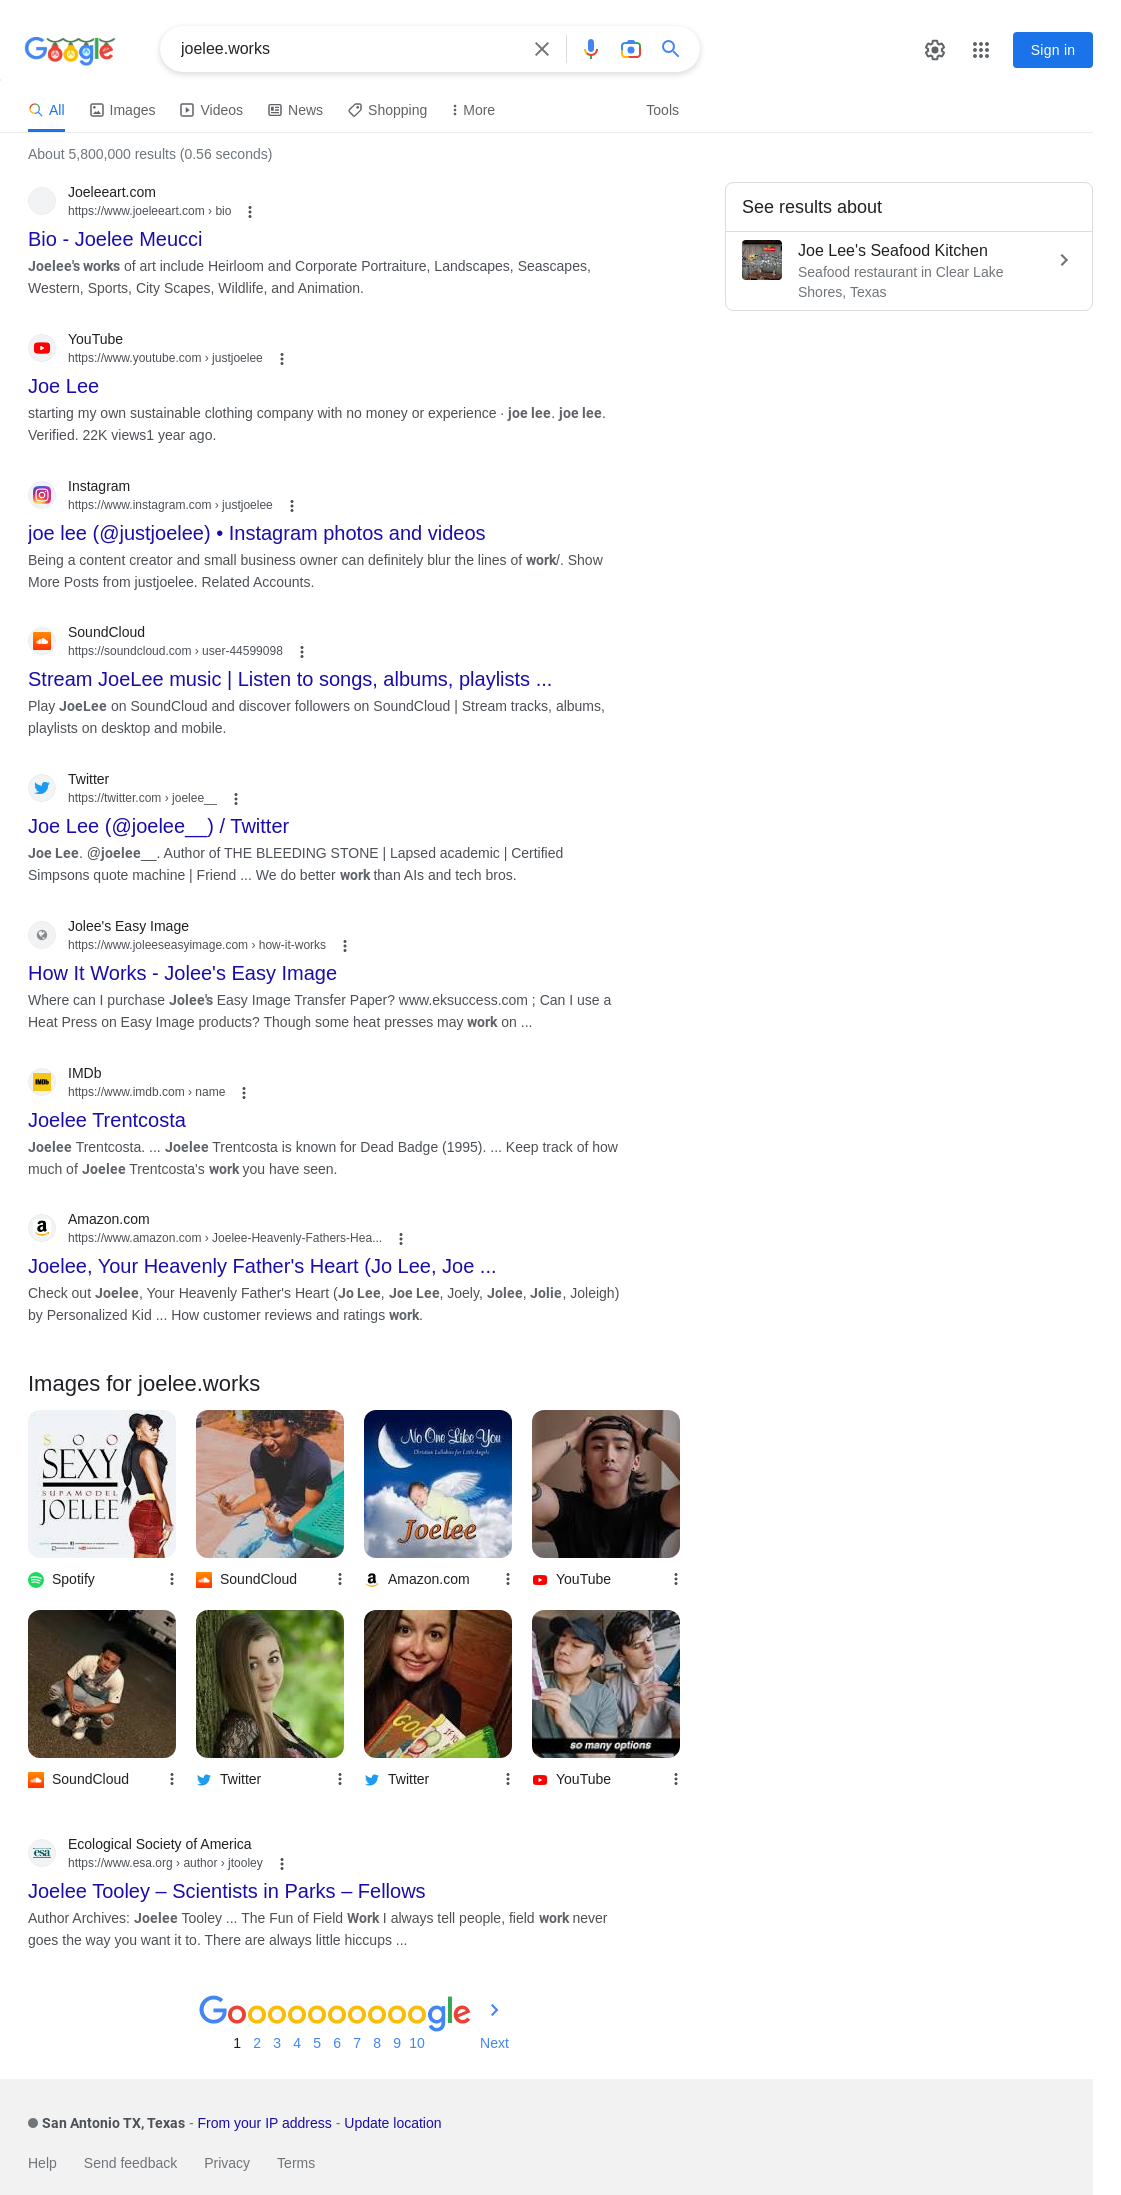 Google
joelee.works
Sign in
All
Images
Videos
News
Shopping
More
Tools
About 5,800,000 results (0.56 seconds)
Joeleeart.com
https://www.joeleeart.com › bio
Bio - Joelee Meucci
Joelee's works of art include Heirloom and Corporate Portraiture, Landscapes, Seascapes,
Western, Sports, City Scapes, Wildlife, and Animation.
YouTube
https://www.youtube.com › justjoelee
Joe Lee
starting my own sustainable clothing company with no money or experience · joe lee. joe lee.
Verified. 22K views1 year ago.
Instagram
https://www.instagram.com › justjoelee
joe lee (@justjoelee) • Instagram photos and videos
Being a content creator and small business owner can definitely blur the lines of work/. Show
More Posts from justjoelee. Related Accounts.
SoundCloud
https://soundcloud.com › user-44599098
Stream JoeLee music | Listen to songs, albums, playlists ...
Play JoeLee on SoundCloud and discover followers on SoundCloud | Stream tracks, albums,
playlists on desktop and mobile.
Twitter
https://twitter.com › joelee__
Joe Lee (@joelee__) / Twitter
Joe Lee. @joelee__. Author of THE BLEEDING STONE | Lapsed academic | Certified
Simpsons quote machine | Friend ... We do better work than AIs and tech bros.
Jolee's Easy Image
https://www.joleeseasyimage.com › how-it-works
How It Works - Jolee's Easy Image
Where can I purchase Jolee's Easy Image Transfer Paper? www.eksuccess.com ; Can I use a
Heat Press on Easy Image products? Though some heat presses may work on ...
IMDb
IMDb
https://www.imdb.com › name
Joelee Trentcosta
Joelee Trentcosta. ... Joelee Trentcosta is known for Dead Badge (1995). ... Keep track of how
much of Joelee Trentcosta's work you have seen.
Amazon.com
https://www.amazon.com › Joelee-Heavenly-Fathers-Hea...
Joelee, Your Heavenly Father's Heart (Jo Lee, Joe ...
Check out Joelee, Your Heavenly Father's Heart (Jo Lee, Joe Lee, Joely, Jolee, Jolie, Joleigh)
by Personalized Kid ... How customer reviews and ratings work.
See results about
Joe Lee's Seafood Kitchen
Seafood restaurant in Clear Lake
Shores, Texas
Images for joelee.works
SOO
SEXY
SUPAMODEL
JOELEE
No One Like You
Christian Lullabies for Little Angels
Joelee
Spotify
SoundCloud
Amazon.com
YouTube
so many options
SoundCloud
Twitter
Twitter
YouTube
esa
Ecological Society of America
https://www.esa.org › author › jtooley
Joelee Tooley – Scientists in Parks – Fellows
Author Archives: Joelee Tooley ... The Fun of Field Work I always tell people, field work never
goes the way you want it to. There are always little hiccups ...
Goooooooooogle
1 2 3 4 5 6 7 8 9 10 Next
San Antonio TX, Texas - From your IP address - Update location
Help Send feedback Privacy Terms